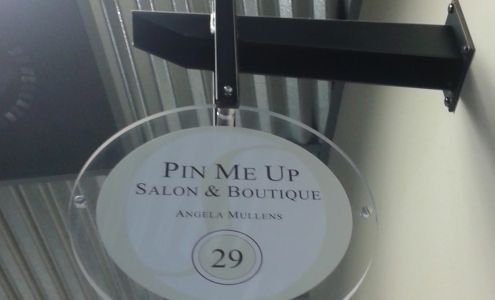 PIN ME UP
SALON & BOUTIQUE
ANGELA MULLENS
29